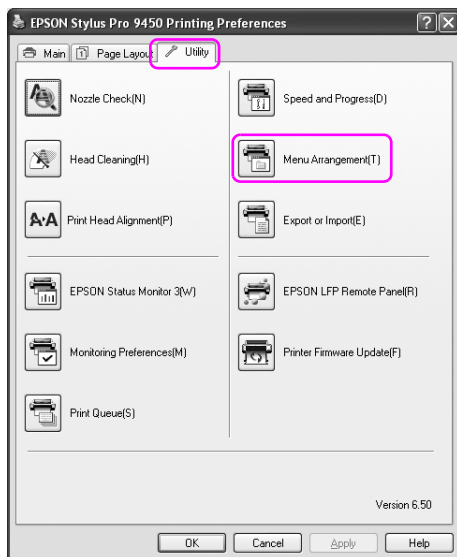 EPSON Stylus Pro 9450 Printing Preferences
Main
Page Layout
Utility
Nozzle Check(N)
Speed and Progress(D)
Head Cleaning(H)
Menu Arrangement(T)
A·A Print Head Alignment(P)
Export or Import(E)
EPSON Status Monitor 3(W)
EPSON LFP Remote Panel(R)
Monitoring Preferences(M)
Printer Firmware Update(F)
Print Queue(S)
Version 6.50
OK
Cancel
Apply
Help